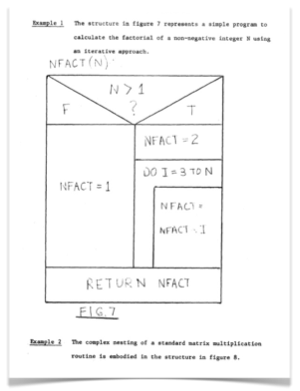 Example 1 The structure in figure 7 represents a simple program to
calculate the factorial of a non-negative integer N using
an iterative approach.
NFACT(N):
N > 1
?
F T
NFACT = 2
DO I = 3 TO N
NFACT = 1
NFACT =
NFACT * I
RETURN NFACT
FIG. 7
Example 2 The complex nesting of a standard matrix multiplication
routine is embodied in the structure in figure 8.